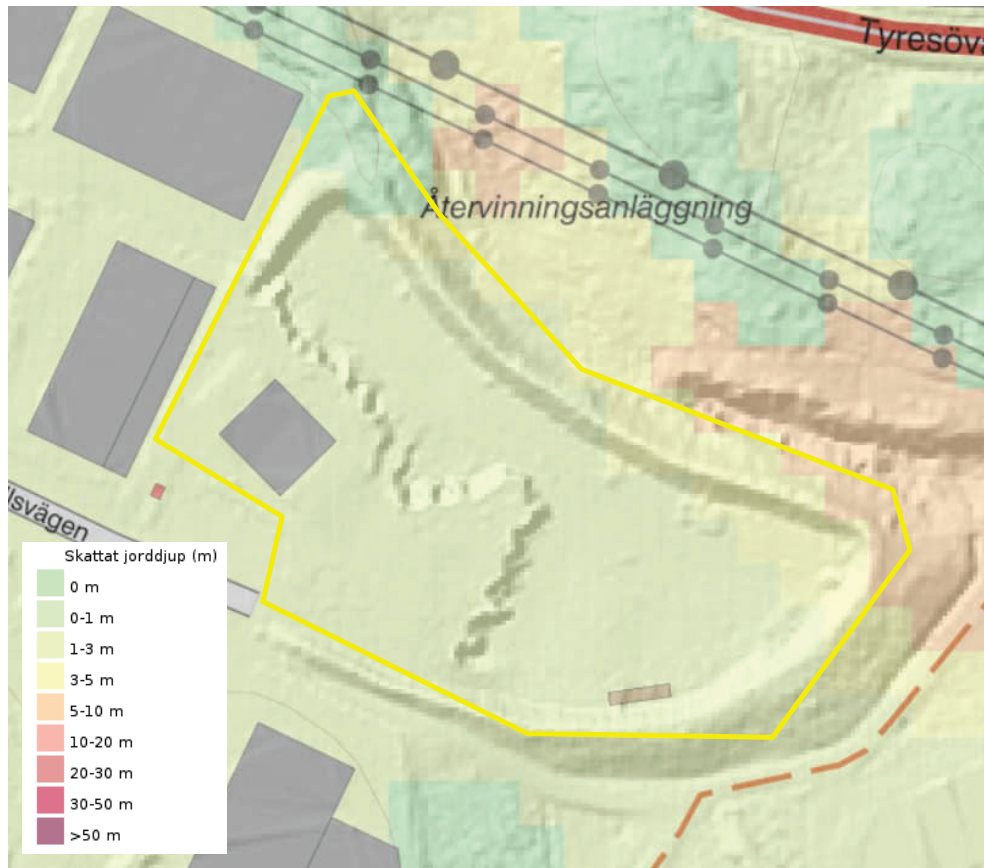 Tyresövä
Återvinningsanläggning
lsvägen
Skattat jorddjup (m)
0 m
0-1 m
1-3 m
3-5 m
5-10 m
10-20 m
20-30 m
30-50 m
>50 m